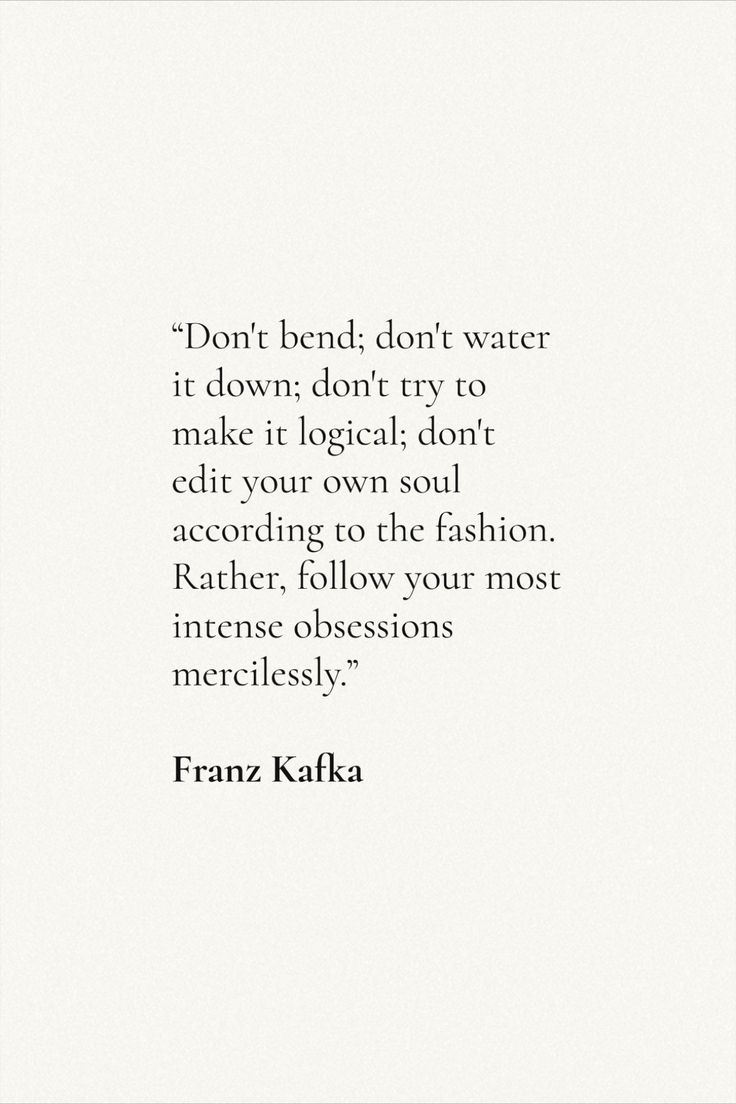 “Don't bend; don't water
it down; don't try to
make it logical; don't
edit your own soul
according to the fashion.
Rather, follow your most
intense obsessions
mercilessly.”
Franz Kafka